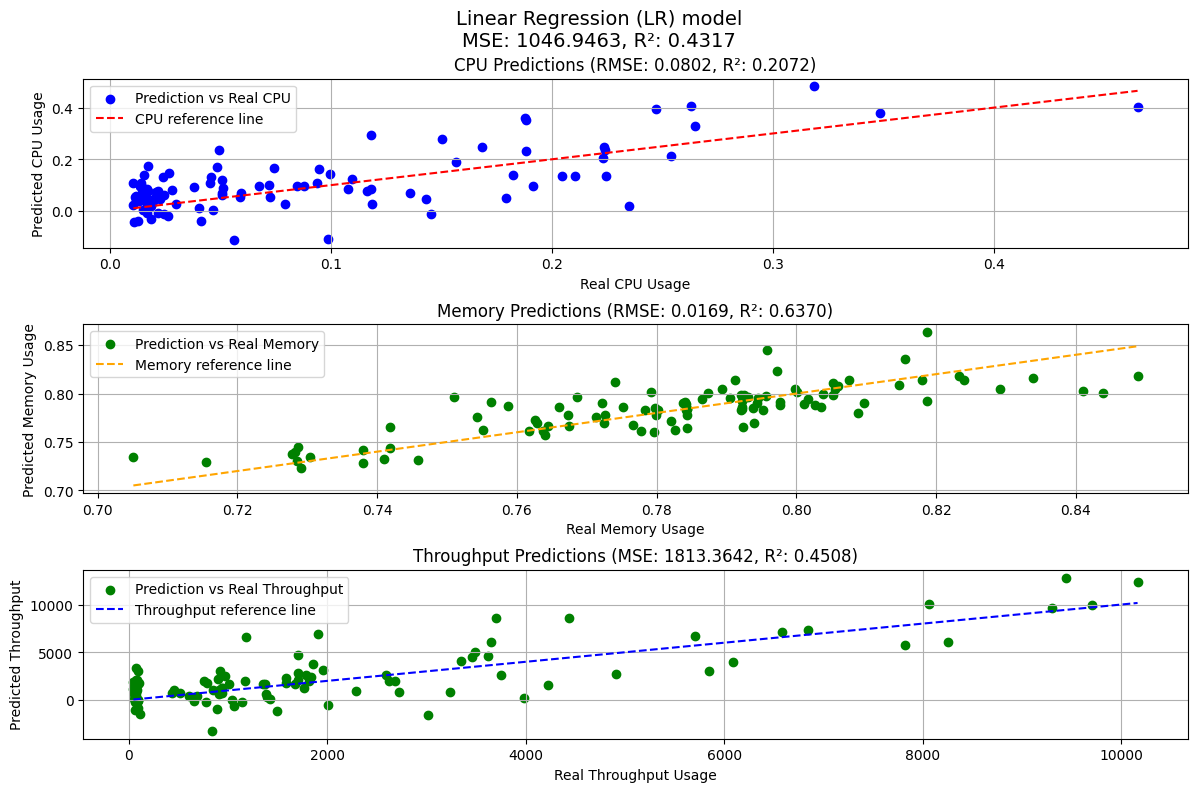 Linear Regression (LR) model
MSE: 1046.9463, R²: 0.4317
CPU Predictions (RMSE: 0.0802, R²: 0.2072)
Prediction vs Real CPU
CPU reference line
Predicted CPU Usage
0.4
0.2
0.0
0.0 0.1 0.2 0.3 0.4
Real CPU Usage
Memory Predictions (RMSE: 0.0169, R²: 0.6370)
Prediction vs Real Memory
Memory reference line
Predicted Memory Usage
0.85
0.80
0.75
0.70
0.70 0.72 0.74 0.76 0.78 0.80 0.82 0.84
Real Memory Usage
Throughput Predictions (MSE: 1813.3642, R²: 0.4508)
Prediction vs Real Throughput
Throughput reference line
Predicted Throughput
10000
5000
0
0 2000 4000 6000 8000 10000
Real Throughput Usage